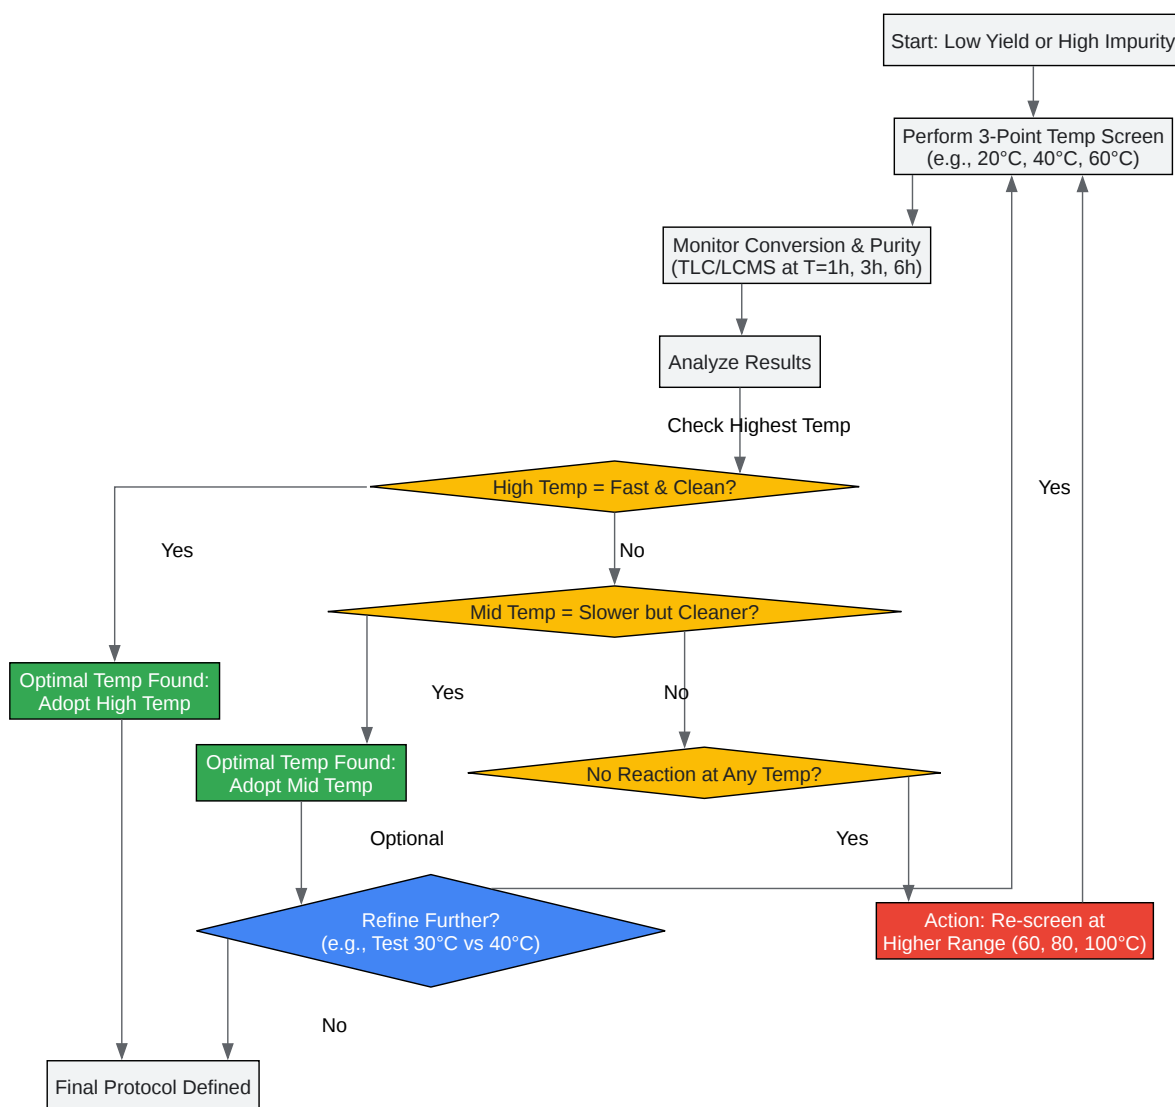 Start: Low Yield or High Impurity
Perform 3-Point Temp Screen
(e.g., 20°C, 40°C, 60°C)
Monitor Conversion & Purity
(TLC/LCMS at T=1h, 3h, 6h)
Analyze Results
Check Highest Temp
High Temp = Fast & Clean?
Yes
Yes
No
Mid Temp = Slower but Cleaner?
Optimal Temp Found:
Adopt High Temp
Yes
No
Optimal Temp Found:
Adopt Mid Temp
No Reaction at Any Temp?
Optional
Yes
Refine Further?
(e.g., Test 30°C vs 40°C)
Action: Re-screen at
Higher Range (60, 80, 100°C)
No
Final Protocol Defined